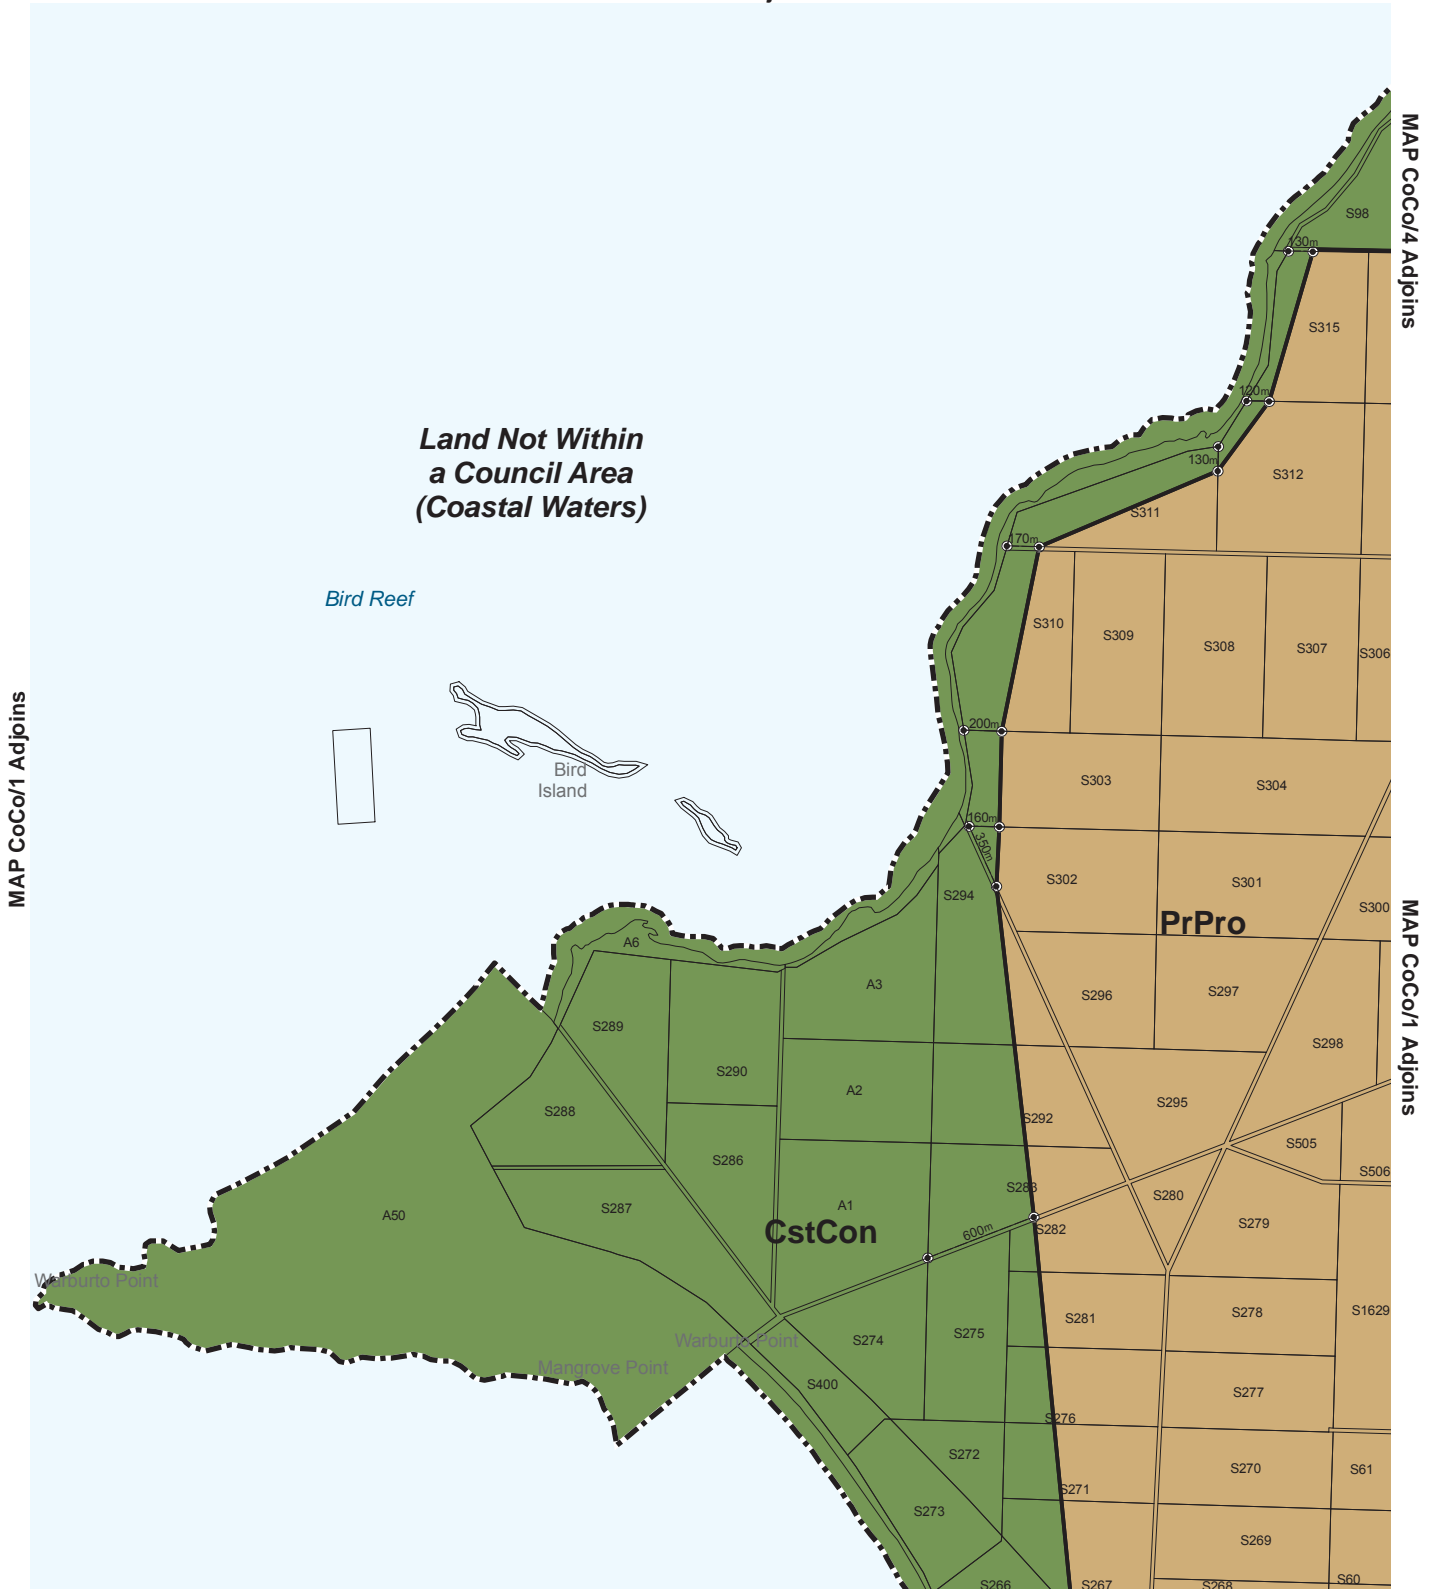 MAP CoCo/4 Adjoins
S98
130m
S315
120m
Land Not Within
a Council Area
(Coastal Waters)
130m
S312
S311
170m
Bird Reef
S310
S309
S308
S307
S306
MAP CoCo/1 Adjoins
200m
Bird
Island
S303
S304
160m
350m
S302
S301
S294
S300
PrPro
MAP CoCo/1 Adjoins
A6
A3
S296
S297
S289
S298
S290
A2
S288
S295
S292
S505
S286
S506
S283
S280
A50
S287
A1
CstCon
600m
S282
S279
Warburto Point
S281
S278
S1629
Warburto Point
S274
S275
Mangrove Point
S400
S277
S276
S272
S270
S61
S271
S273
S269
S266
S267
S268
S60